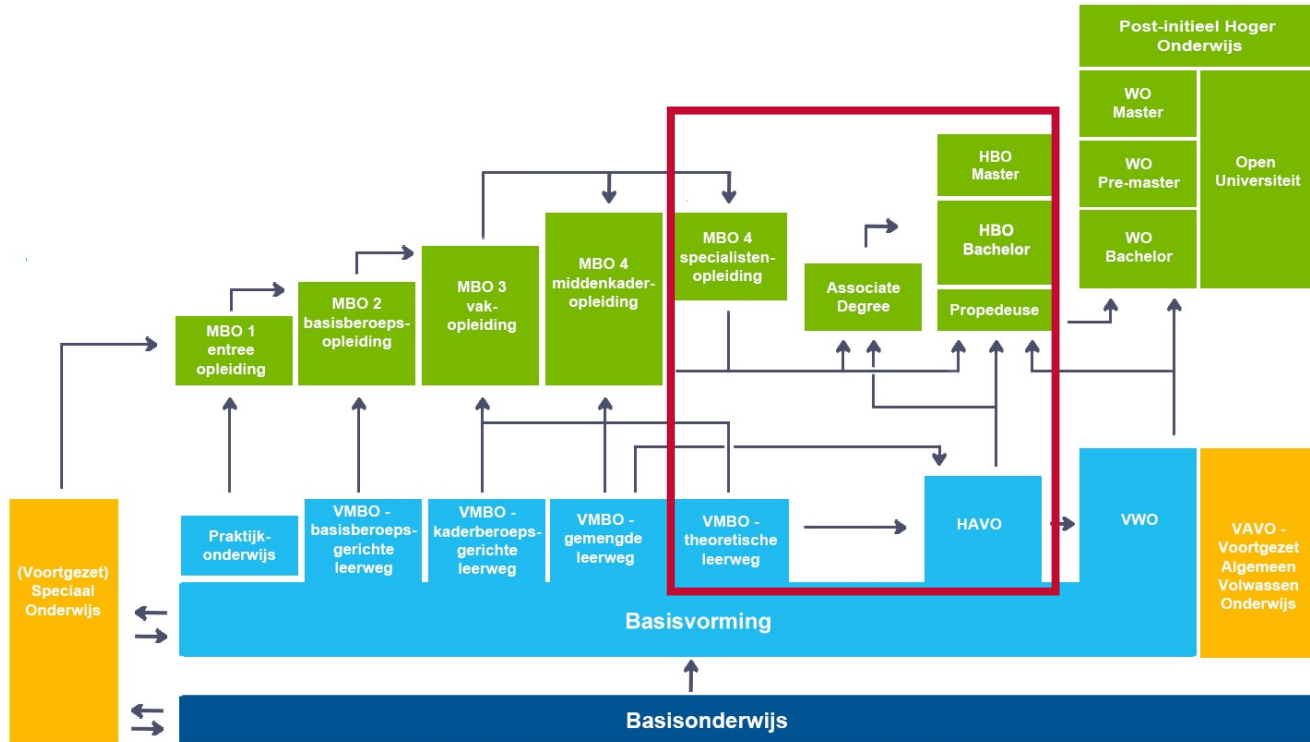 Post-initieel Hoger
Onderwijs
WO
Master
WO
Pre-master
WO
Bachelor
Open
Universiteit
HBO
Master
HBO
Bachelor
Propedeuse
Associate
Degree
MBO 4
specialisten-
opleiding
MBO 4
middenkader-
opleiding
MBO 3
vak-
opleiding
MBO 2
basisberoeps-
opleiding
MBO 1
entree
opleiding
(Voortgezet)
Speciaal
Onderwijs
Praktijk-
onderwijs
VMBO -
basisberoeps-
gerichte
leerweg
VMBO -
kaderberoeps-
gerichte
leerweg
VMBO -
gemengde
leerweg
VMBO -
theoretische
leerweg
HAVO
VWO
VAVO -
Voortgezet
Algemeen
Volwassen
Onderwijs
Basisvorming
Basisonderwijs